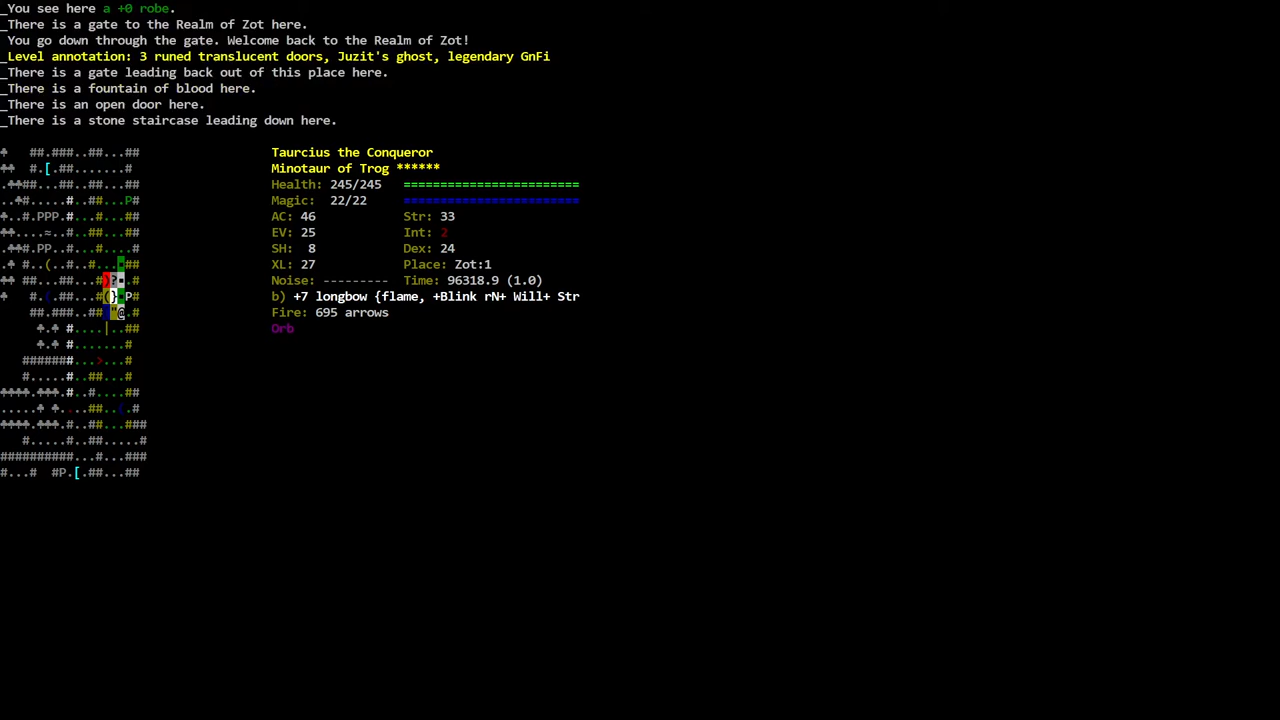 _You see here a +0 robe.
_There is a gate to the Realm of Zot here.
You go down through the gate. Welcome back to the Realm of Zot!
_Level annotation: 3 runed translucent doors, Juzit's ghost, legendary GnFi
_There is a gate leading back out of this place here.
_There is a fountain of blood here.
_There is an open door here.
_There is a stone staircase leading down here.
Taurcius the Conqueror
Minotaur of Trog ******
Health: 245/245 ========================
Magic: 22/22 ========================
AC: 46 Str: 33
EV: 25 Int: 2
SH: 8 Dex: 24
XL: 27 Place: Zot:1
Noise: --------- Time: 96318.9 (1.0)
b) +7 longbow {flame, +Blink rN+ Will+ Str
Fire: 695 arrows
Orb